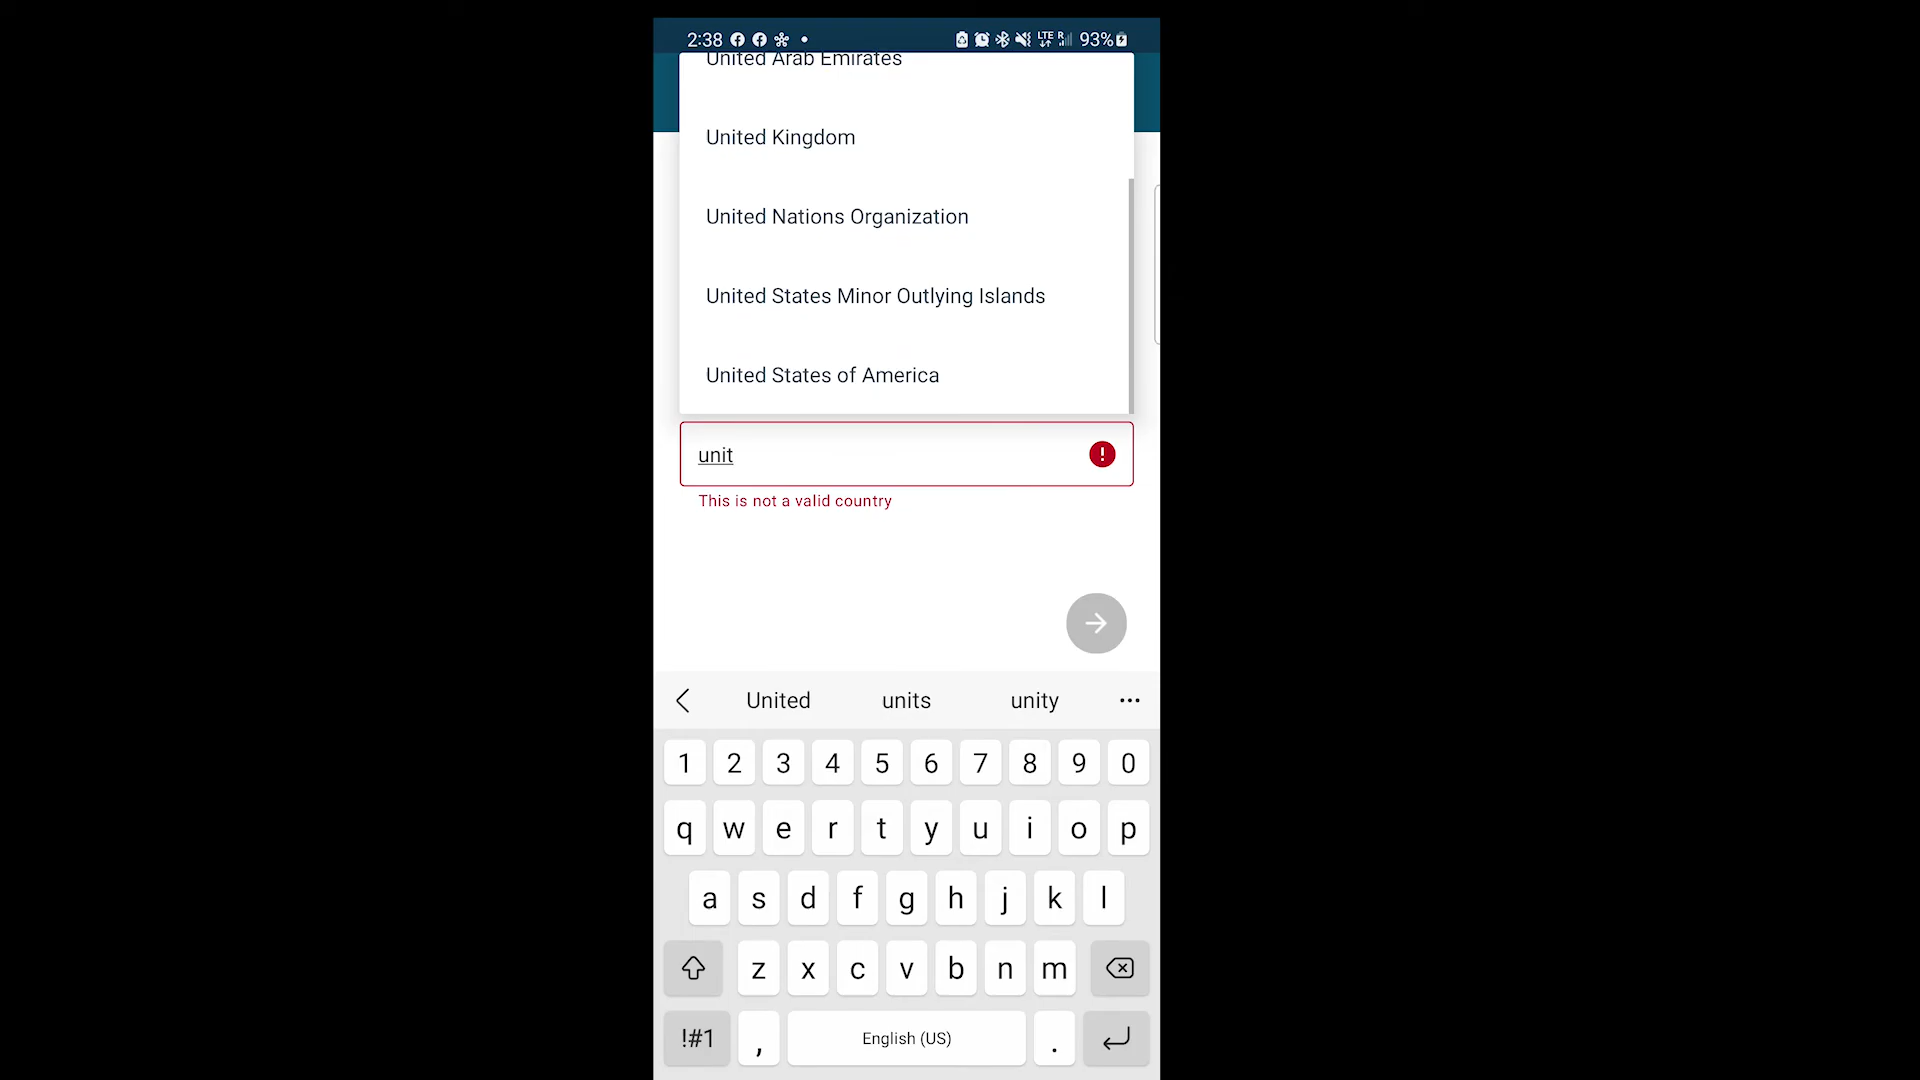 2:38 LTE R 93%
United Arab Emirates
United Kingdom
United Nations Organization
United States Minor Outlying Islands
United States of America
unit !
This is not a valid country
United units unity ...
1 2 3 4 5 6 7 8 9 0
q w e r t y u i o p
a s d f g h j k l
z x c v b n m
!#1 , English (US) .